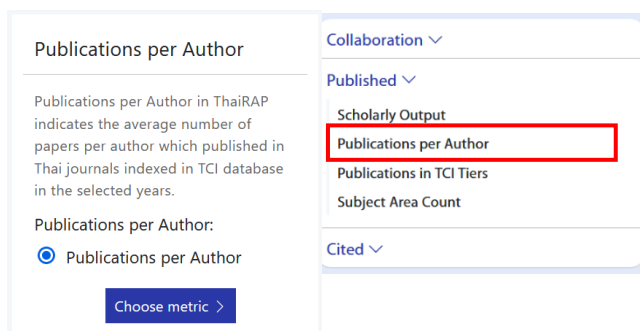 Publications per Author
Publications per Author in ThaiRAP
indicates the average number of
papers per author which published in
Thai journals indexed in TCI database
in the selected years.
Publications per Author:
Publications per Author
Choose metric >
Collaboration
Published
Scholarly Output
Publications per Author
Publications in TCI Tiers
Subject Area Count
Cited